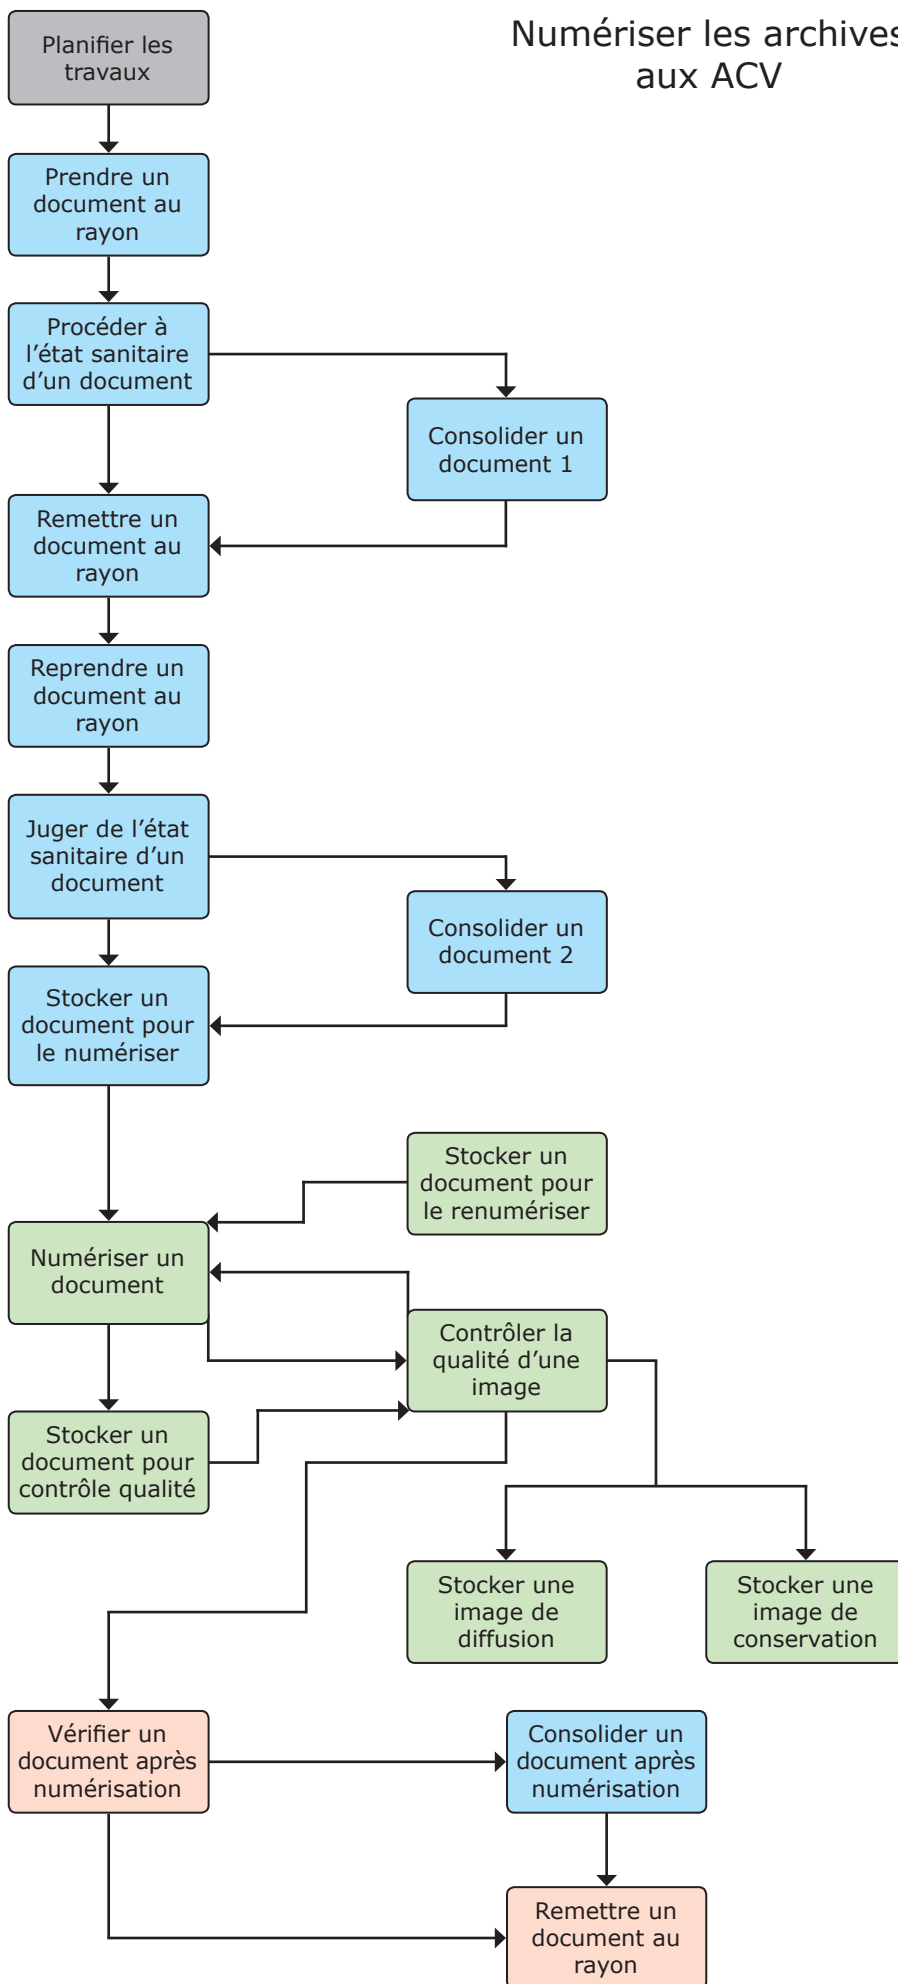 Numériser les archives
aux ACV
Planifier les
travaux
Prendre un
document au
rayon
Procéder à
l’état sanitaire
d’un document
Consolider un
document 1
Remettre un
document au
rayon
Reprendre un
document au
rayon
Juger de l’état
sanitaire d’un
document
Consolider un
document 2
Stocker un
document pour
le numériser
Stocker un
document pour
le renumériser
Numériser un
document
Contrôler la
qualité d’une
image
Stocker un
document pour
contrôle qualité
Stocker une
image de
diffusion
Stocker une
image de
conservation
Vérifier un
document après
numérisation
Consolider un
document après
numérisation
Remettre un
document au
rayon